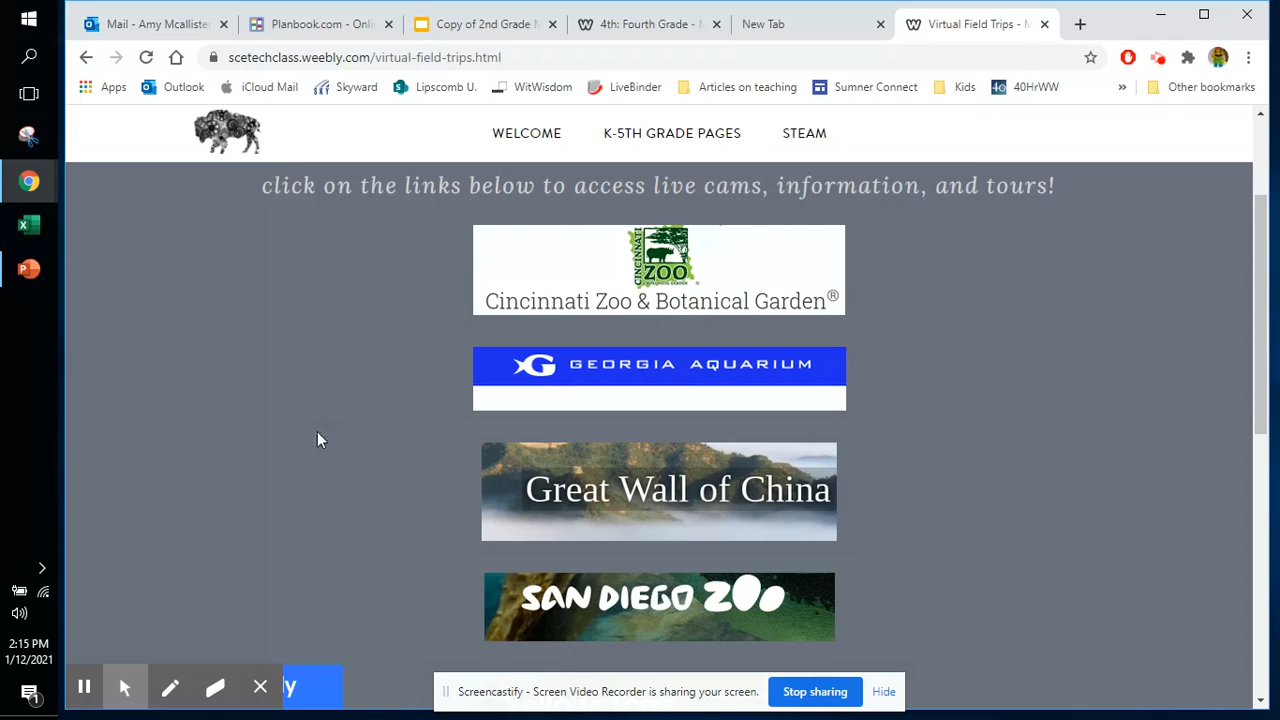 Mail - Amy Mcallister
Planbook.com - Onli
Copy of 2nd Grade M
4th: Fourth Grade - M
New Tab
Virtual Field Trips - M
scetechclass.weebly.com/virtual-field-trips.html
Apps
Outlook
iCloud Mail
Skyward
Lipscomb U.
WitWisdom
LiveBinder
Articles on teaching
Sumner Connect
Kids
40HrWW
Other bookmarks
WELCOME
K-5TH GRADE PAGES
STEAM
click on the links below to access live cams, information, and tours!
CINCINNATI ZOO
Cincinnati Zoo & Botanical Garden®
GEORGIA AQUARIUM
Great Wall of China
SAN DIEGO ZOO
y
Screencastify - Screen Video Recorder is sharing your screen.
Stop sharing
Hide
2:15 PM
1/12/2021